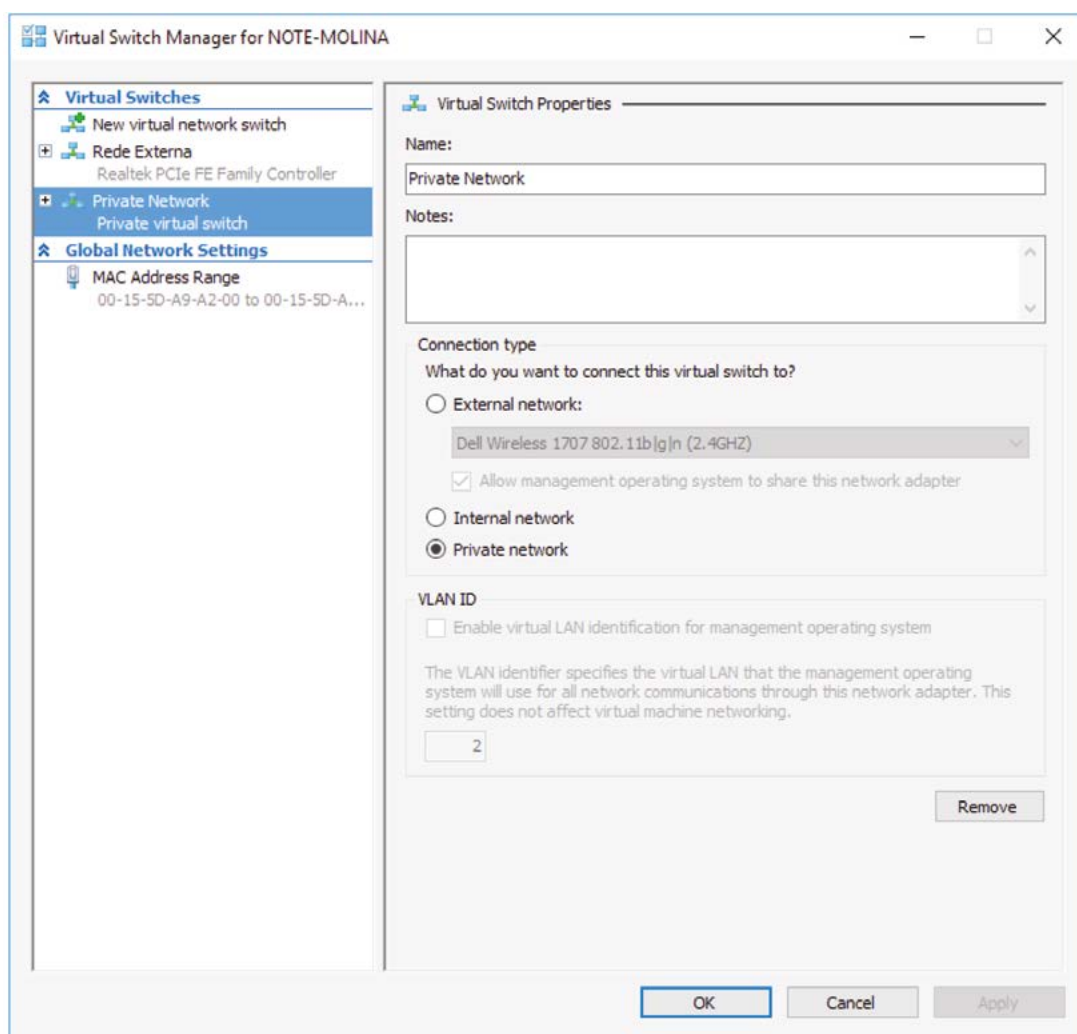 Virtual Switch Manager for NOTE-MOLINA
Virtual Switches
New virtual network switch
Rede Externa
Realtek PCIe FE Family Controller
Private Network
Private virtual switch
Global Network Settings
MAC Address Range
00-15-5D-A9-A2-00 to 00-15-5D-A...
Virtual Switch Properties
Name:
Private Network
Notes:
Connection type
What do you want to connect this virtual switch to?
External network:
Dell Wireless 1707 802.11b|g|n (2.4GHZ)
Allow management operating system to share this network adapter
Internal network
Private network
VLAN ID
Enable virtual LAN identification for management operating system
The VLAN identifier specifies the virtual LAN that the management operating
system will use for all network communications through this network adapter. This
setting does not affect virtual machine networking.
2
Remove
OK
Cancel
Apply